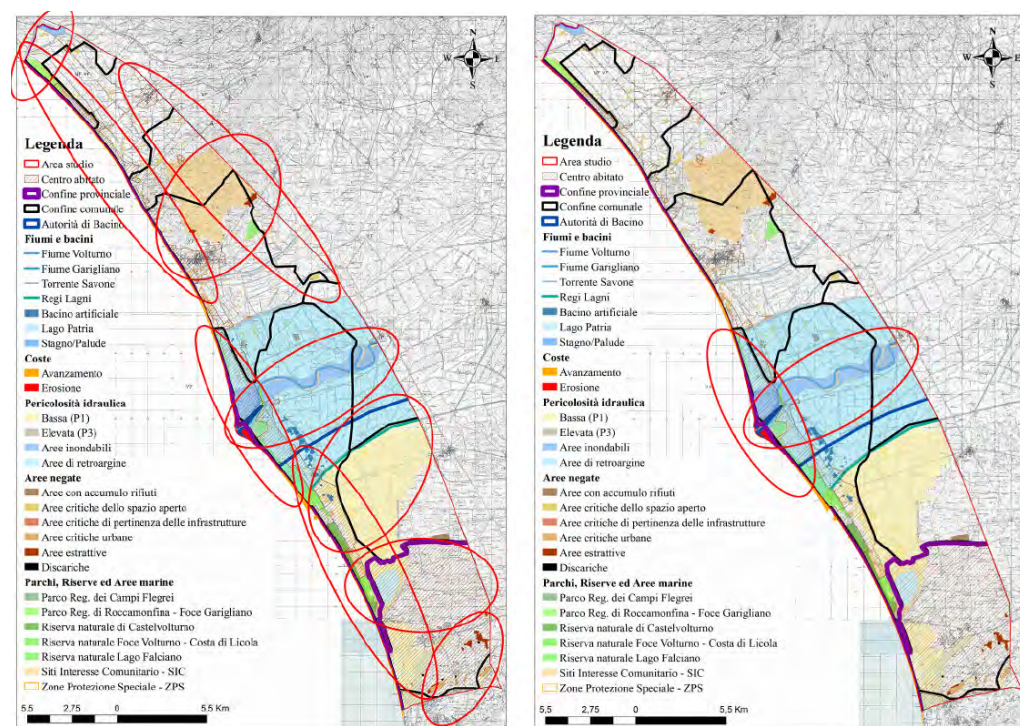 N
W E
S
Legenda
Area studio
Centro abitato
Confine provinciale
Confine comunale
Autorità di Bacino
Fiumi e bacini
Fiume Volturno
Fiume Garigliano
Torrente Savone
Regi Lagni
Bacino artificiale
Lago Patria
Stagno/Palude
Coste
Avanzamento
Erosione
Pericolosità idraulica
Bassa (P1)
Elevata (P3)
Aree inondabili
Aree di retroargine
Aree negate
Aree con accumulo rifiuti
Aree critiche dello spazio aperto
Aree critiche di pertinenza delle infrastrutture
Aree critiche urbane
Aree estrattive
Discariche
Parchi, Riserve ed Aree marine
Parco Reg. dei Campi Flegrei
Parco Reg. di Roccamonfina - Foce Garigliano
Riserva naturale di Castelvolturno
Riserva naturale Foce Volturno - Costa di Licola
Riserva naturale Lago Falciano
Siti Interesse Comunitario - SIC
Zone Protezione Speciale - ZPS
5,5 2,75 0 5,5 Km
N
W E
S
Legenda
Area studio
Centro abitato
Confine provinciale
Confine comunale
Autorità di Bacino
Fiumi e bacini
Fiume Volturno
Fiume Garigliano
Torrente Savone
Regi Lagni
Bacino artificiale
Lago Patria
Stagno/Palude
Coste
Avanzamento
Erosione
Pericolosità idraulica
Bassa (P1)
Elevata (P3)
Aree inondabili
Aree di retroargine
Aree negate
Aree con accumulo rifiuti
Aree critiche dello spazio aperto
Aree critiche di pertinenza delle infrastrutture
Aree critiche urbane
Aree estrattive
Discariche
Parchi, Riserve ed Aree marine
Parco Reg. dei Campi Flegrei
Parco Reg. di Roccamonfina - Foce Garigliano
Riserva naturale di Castelvolturno
Riserva naturale Foce Volturno - Costa di Licola
Riserva naturale Lago Falciano
Siti Interesse Comunitario - SIC
Zone Protezione Speciale - ZPS
5,5 2,75 0 5,5 Km